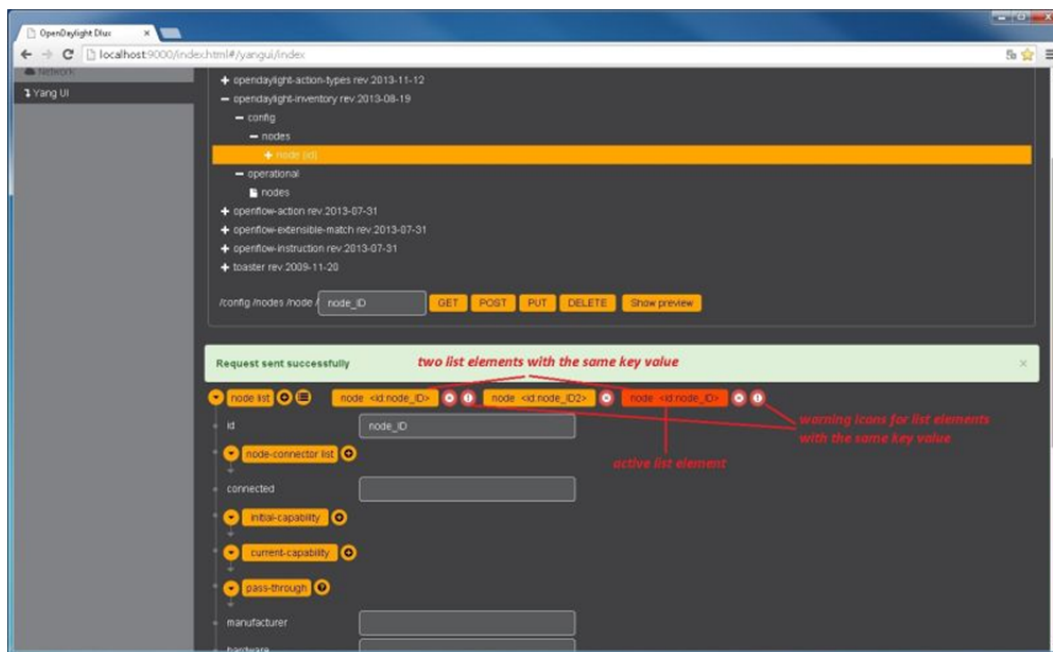 OpenDaylight Dlux
localhost:9000/index.html#/yangui/index
Network
Yang UI
opendaylight-action-types rev.2013-11-12
opendaylight-inventory rev.2013-08-19
config
nodes
node {id}
operational
nodes
openflow-action rev.2013-07-31
openflow-extensible-match rev.2013-07-31
openflow-instruction rev.2013-07-31
toaster rev.2009-11-20
/config /nodes /node / node_ID GET POST PUT DELETE Show preview
Request sent successfully two list elements with the same key value
node list node <id:node_ID> node <id:node_ID2> node <id:node_ID>
warning icons for list elements
with the same key value
id node_ID
node-connector list
active list element
connected
initial-capability
current-capability
pass-through
manufacturer
hardware